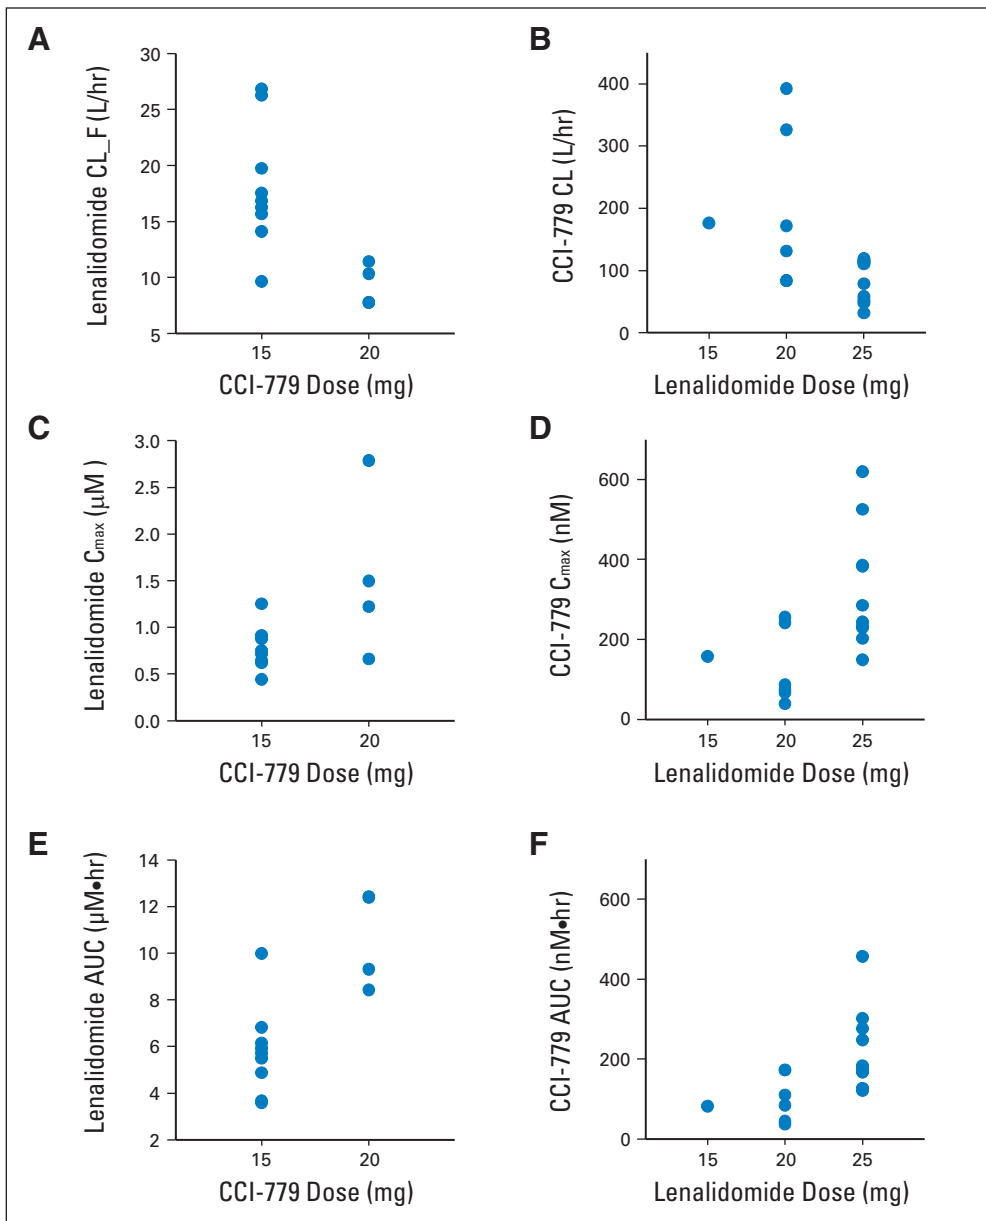 A
Lenalidomide CL_F (L/hr)
30
25
20
15
10
5
15 20
CCI-779 Dose (mg)
B
CCI-779 CL (L/hr)
400
300
200
100
0
15 20 25
Lenalidomide Dose (mg)
C
Lenalidomide Cmax (μM )
3.0
2.5
2.0
1.5
1.0
0.5
0.0
15 20
CCI-779 Dose (mg)
D
CCI-779 Cmax (nM)
600
400
200
0
15 20 25
Lenalidomide Dose (mg)
E
Lenalidomide AUC (μM•hr)
14
12
10
8
6
4
2
15 20
CCI-779 Dose (mg)
F
CCI-779 AUC (nM•hr)
600
400
200
0
15 20 25
Lenalidomide Dose (mg)